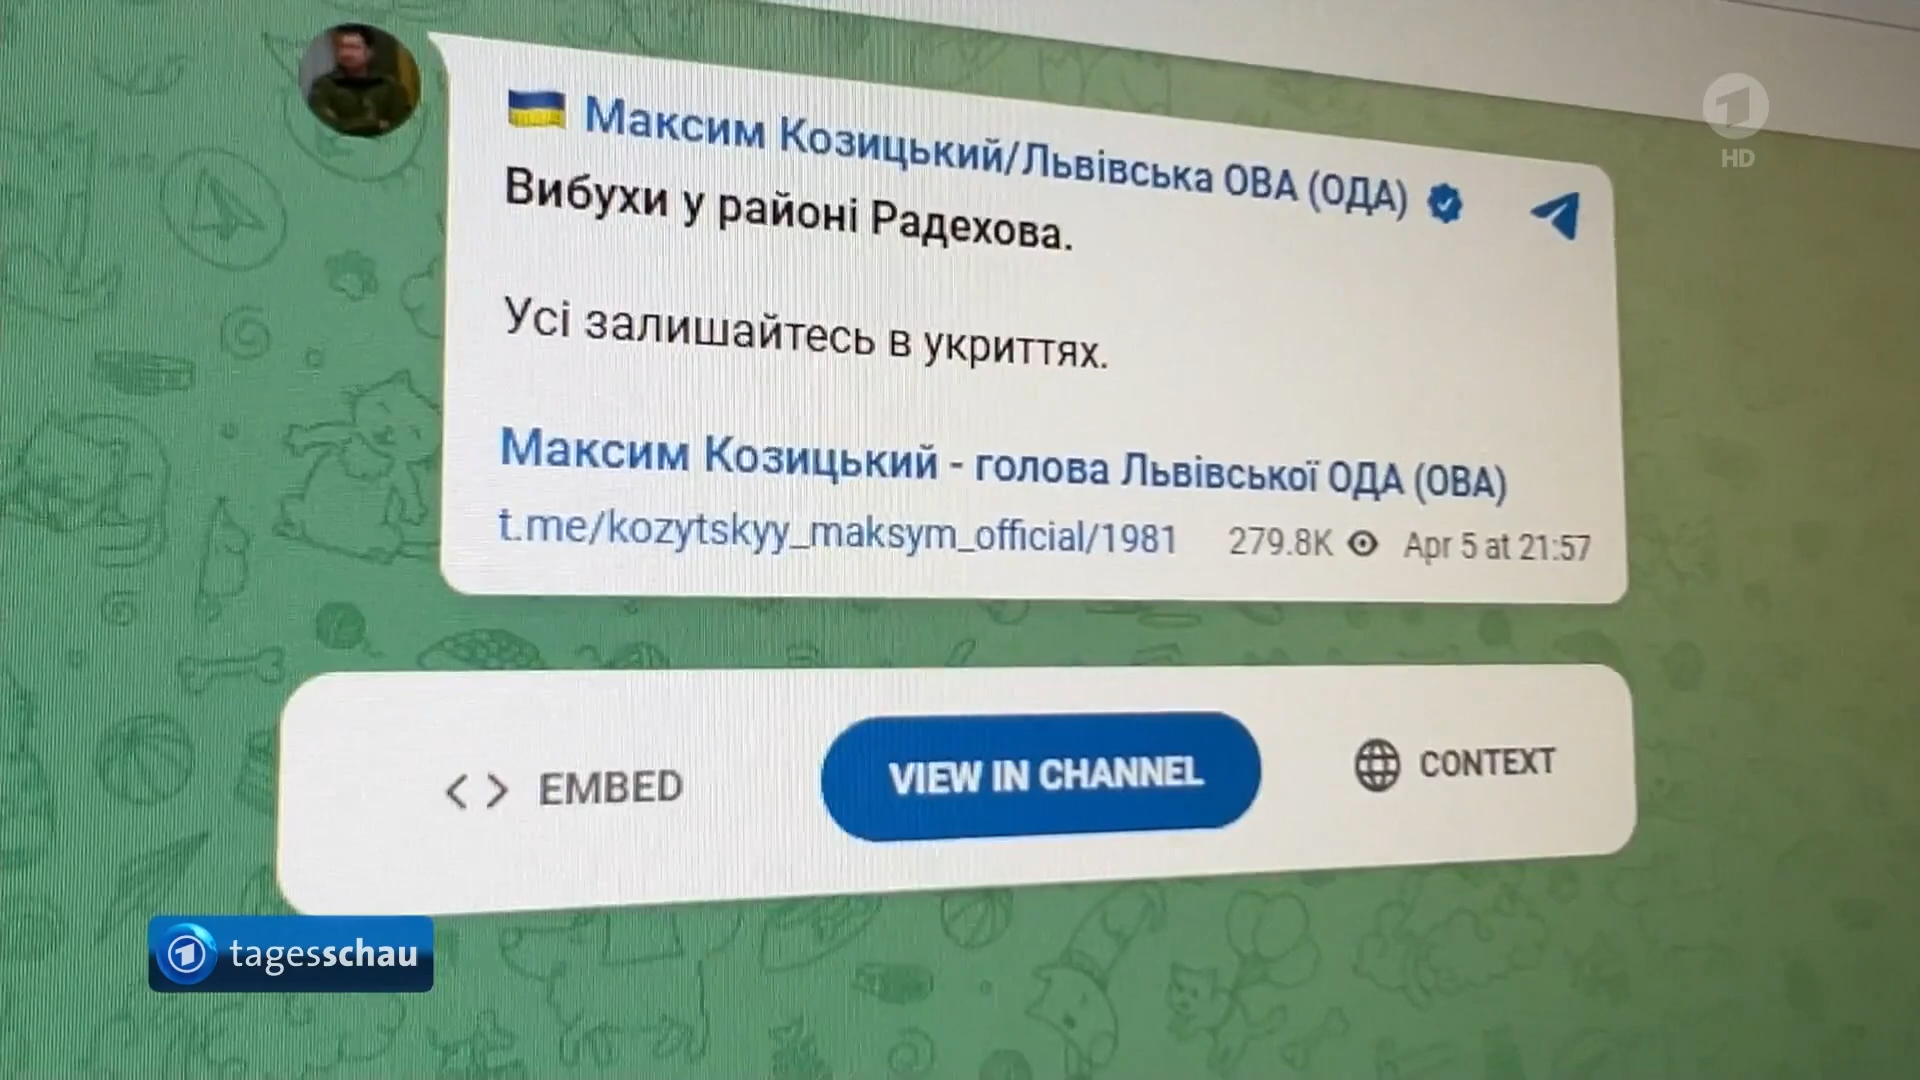 HD
🇺🇦 Максим Козицький/Львівська ОВА (ОДА)
Вибухи у районі Радехова.
Усі залишайтесь в укриттях.
Максим Козицький - голова Львівської ОДА (ОВА)
t.me/kozytskyy_maksym_official/1981 279.8K Apr 5 at 21:57
< > EMBED VIEW IN CHANNEL CONTEXT
1 tagesschau